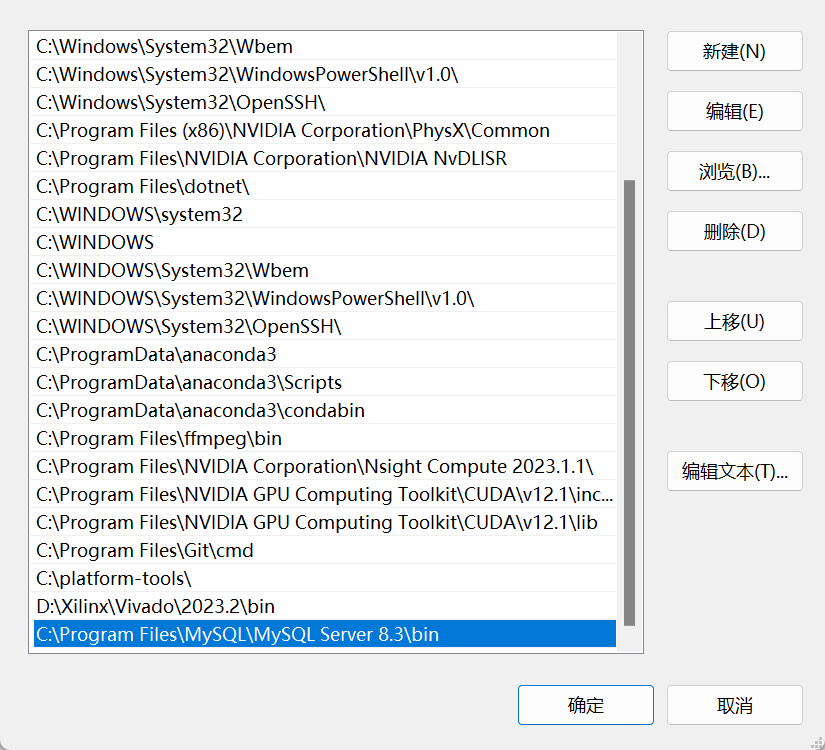 C:\Windows\System32\Wbem
C:\Windows\System32\WindowsPowerShell\v1.0\
C:\Windows\System32\OpenSSH\
C:\Program Files (x86)\NVIDIA Corporation\PhysX\Common
C:\Program Files\NVIDIA Corporation\NVIDIA NvDLISR
C:\Program Files\dotnet\
C:\WINDOWS\system32
C:\WINDOWS
C:\WINDOWS\System32\Wbem
C:\WINDOWS\System32\WindowsPowerShell\v1.0\
C:\WINDOWS\System32\OpenSSH\
C:\ProgramData\anaconda3
C:\ProgramData\anaconda3\Scripts
C:\ProgramData\anaconda3\condabin
C:\Program Files\ffmpeg\bin
C:\Program Files\NVIDIA Corporation\Nsight Compute 2023.1.1\
C:\Program Files\NVIDIA GPU Computing Toolkit\CUDA\v12.1\inc...
C:\Program Files\NVIDIA GPU Computing Toolkit\CUDA\v12.1\lib
C:\Program Files\Git\cmd
C:\platform-tools\
D:\Xilinx\Vivado\2023.2\bin
C:\Program Files\MySQL\MySQL Server 8.3\bin
新建(N)
编辑(E)
浏览(B)...
删除(D)
上移(U)
下移(O)
编辑文本(T)...
确定
取消